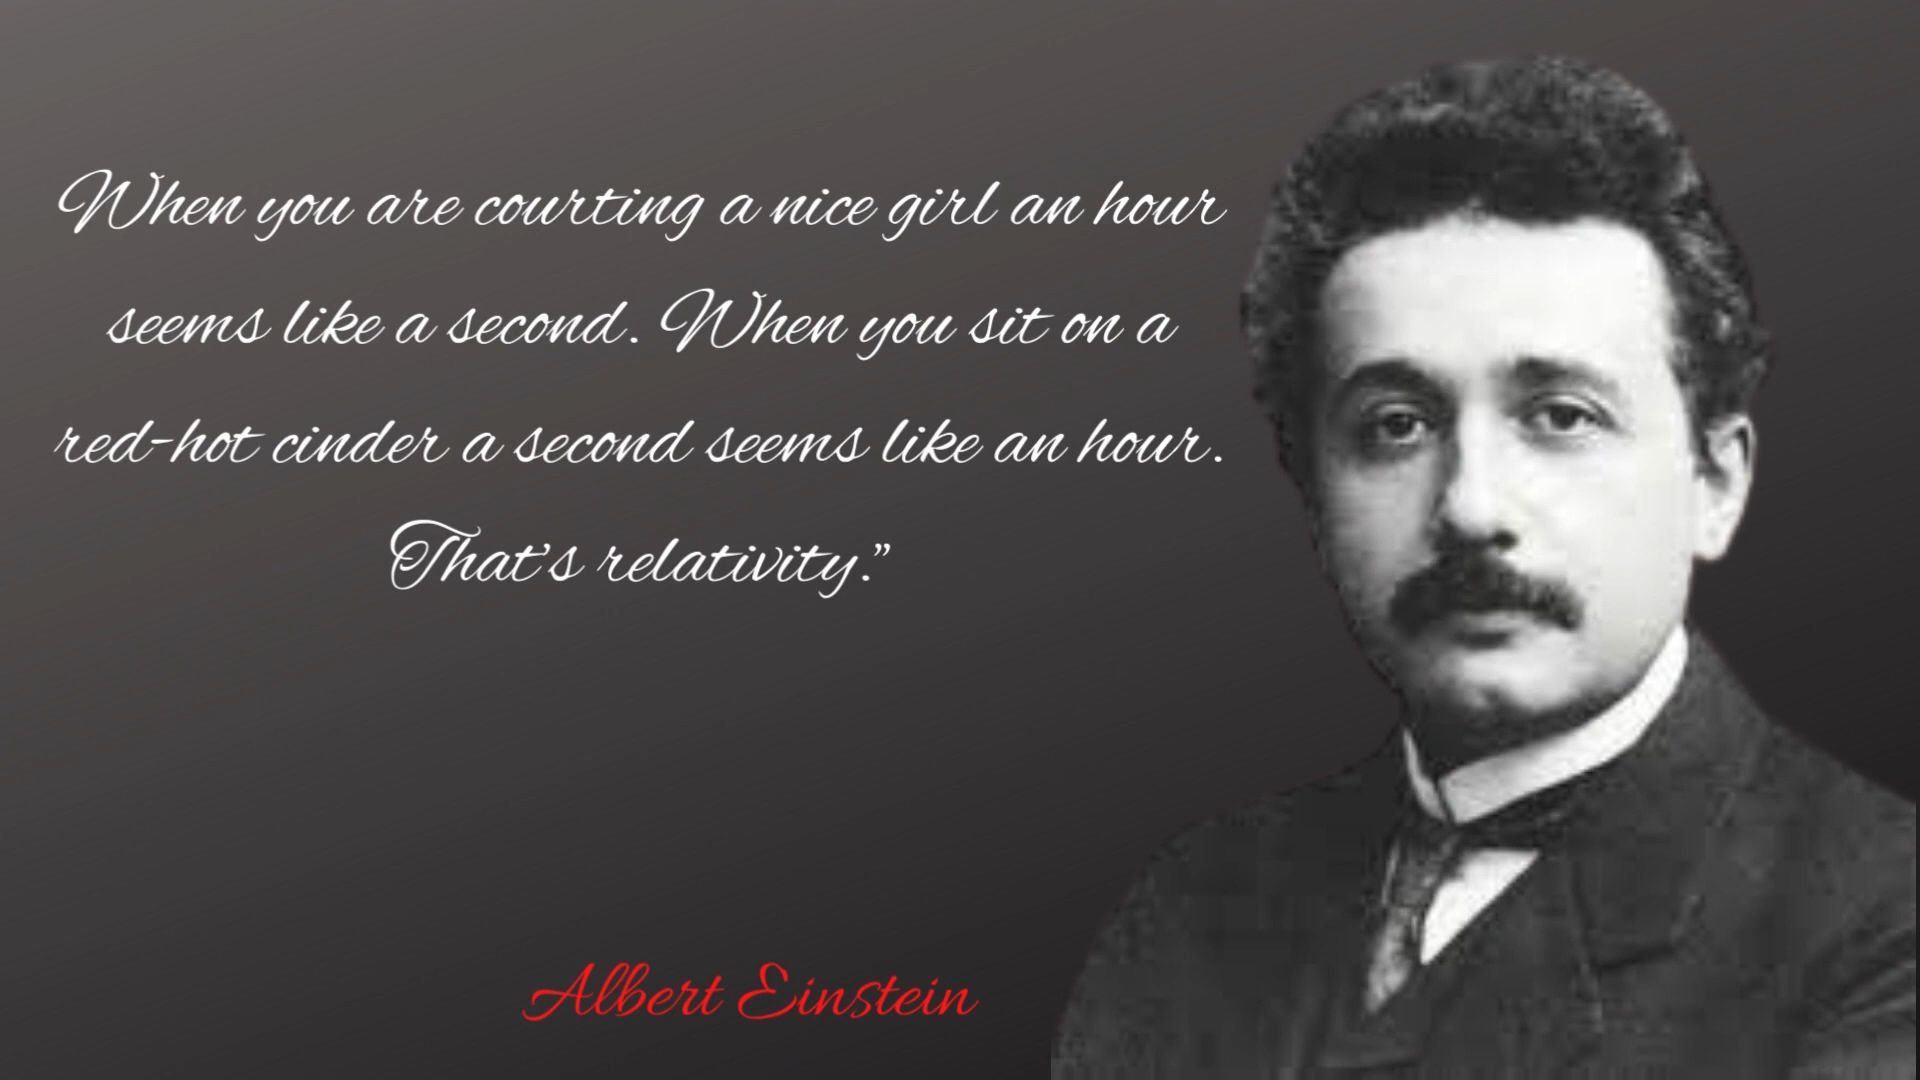 When you are courting a nice girl an hour
seems like a second. When you sit on a
red-hot cinder a second seems like an hour.
That's relativity.”
Albert Einstein